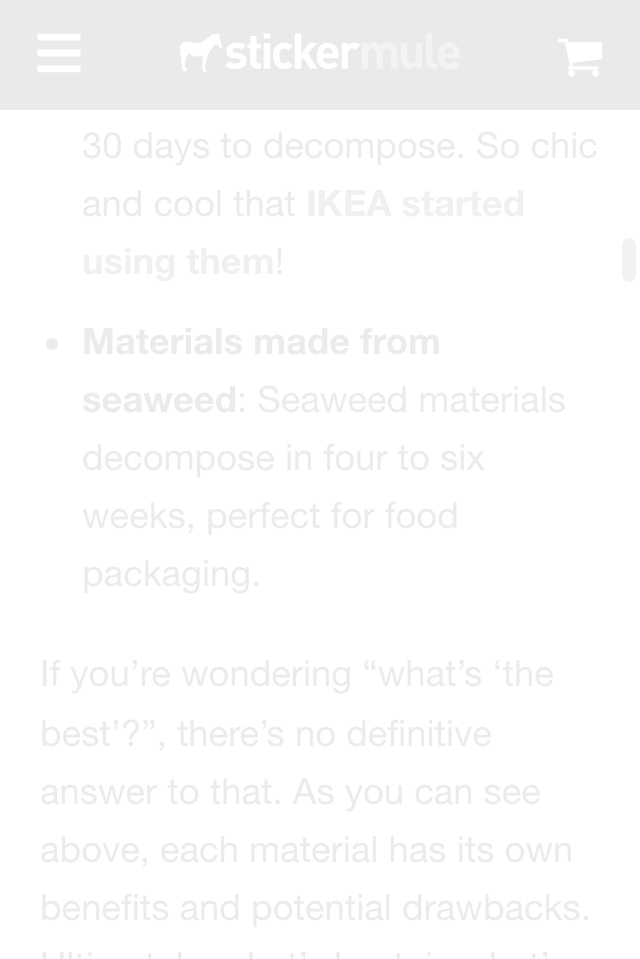 stickermule
30 days to decompose. So chic
and cool that IKEA started
using them!
• Materials made from
seaweed: Seaweed materials
decompose in four to six
weeks, perfect for food
packaging.
If you’re wondering “what’s ‘the
best’?”, there’s no definitive
answer to that. As you can see
above, each material has its own
benefits and potential drawbacks.